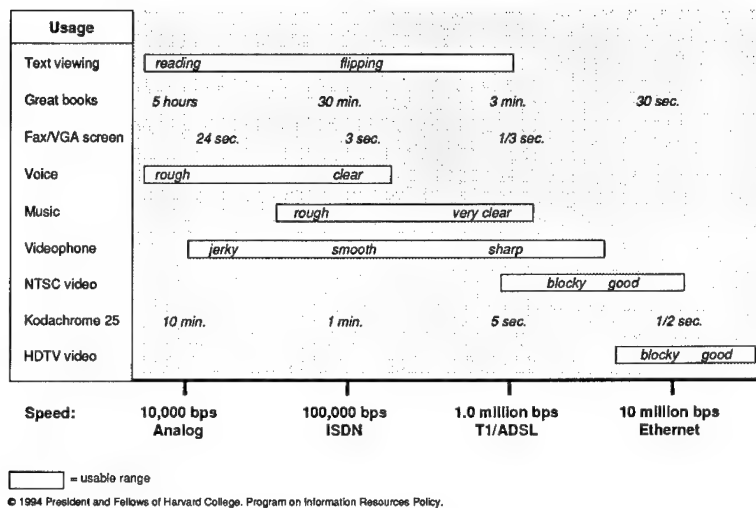 Usage
Text viewing reading flipping
Great books 5 hours 30 min. 3 min. 30 sec.
Fax/VGA screen 24 sec. 3 sec. 1/3 sec.
Voice rough clear
Music rough very clear
Videophone jerky smooth sharp
NTSC video blocky good
Kodachrome 25 10 min. 1 min. 5 sec. 1/2 sec.
HDTV video blocky good
Speed: 10,000 bps 100,000 bps 1.0 million bps 10 million bps
Analog ISDN T1/ADSL Ethernet
= usable range
© 1994 President and Fellows of Harvard College. Program on Information Resources Policy.